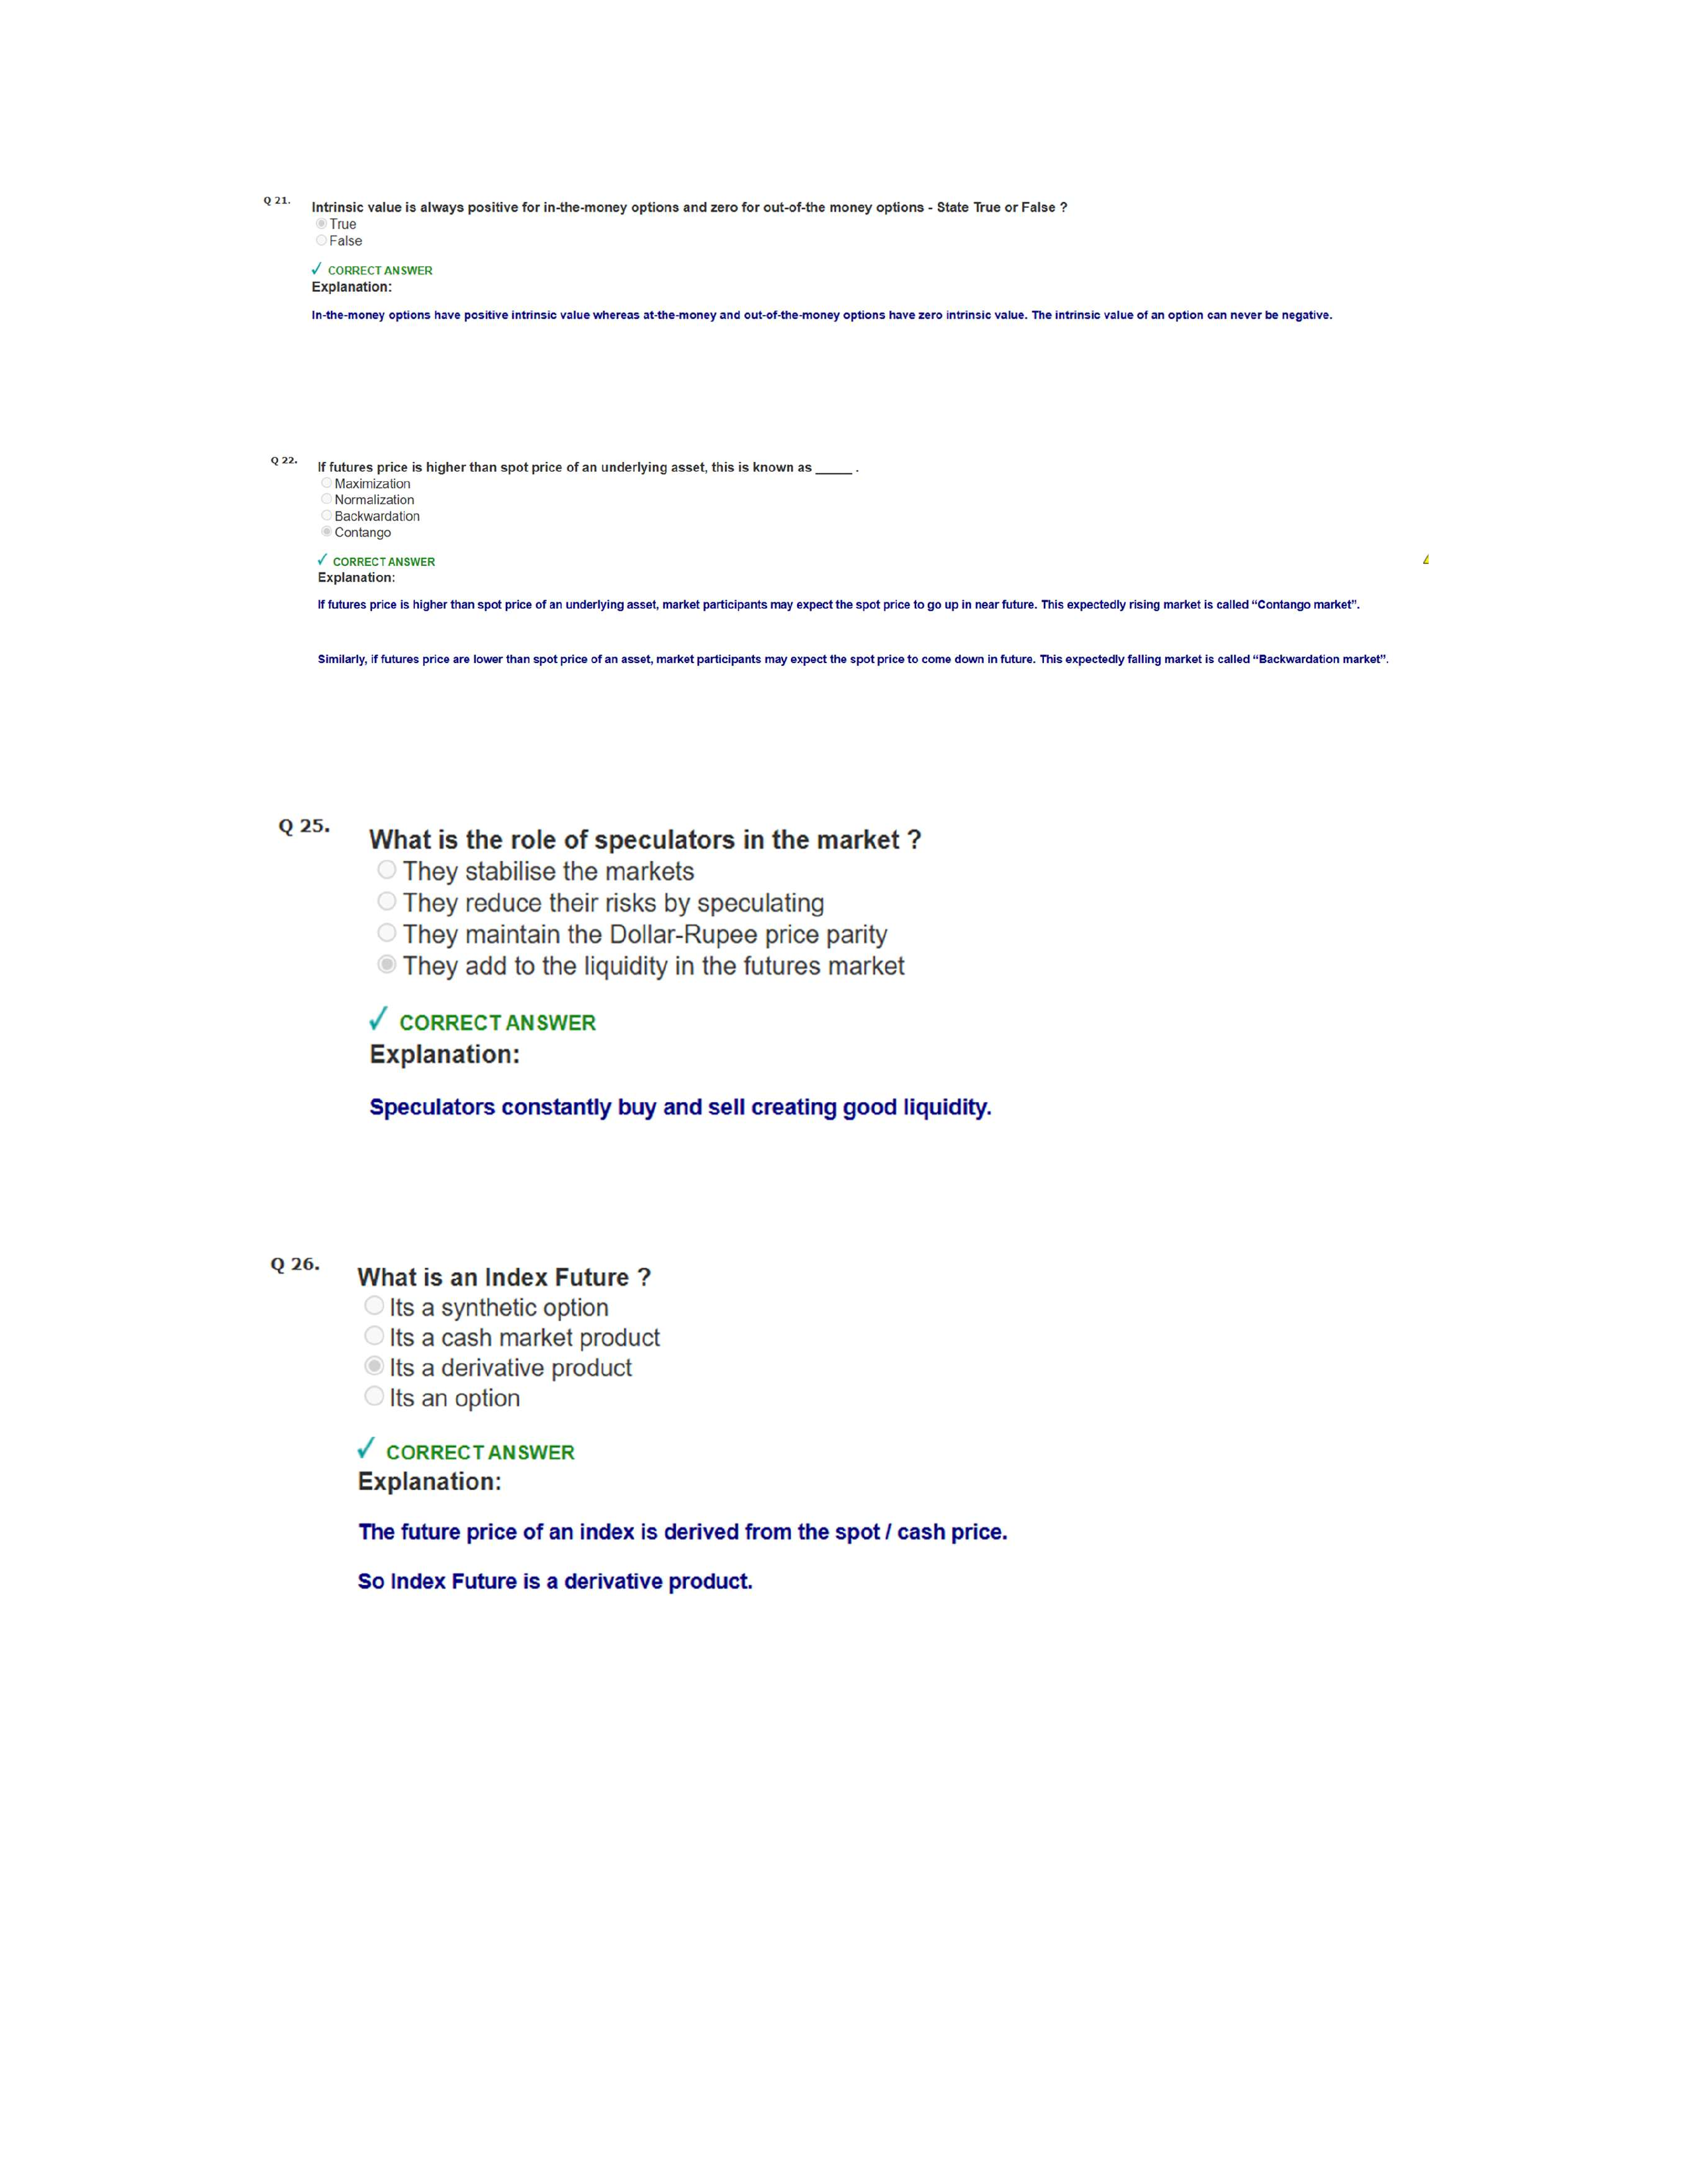 Q 21.
Intrinsic value is always positive for in-the-money options and zero for out-of-the money options - State True or False ?
True
False
✓ CORRECT ANSWER
Explanation:
In-the-money options have positive intrinsic value whereas at-the-money and out-of-the-money options have zero intrinsic value. The intrinsic value of an option can never be negative.
Q 22.
If futures price is higher than spot price of an underlying asset, this is known as _____ .
Maximization
Normalization
Backwardation
Contango
✓ CORRECT ANSWER
Explanation:
If futures price is higher than spot price of an underlying asset, market participants may expect the spot price to go up in near future. This expectedly rising market is called “Contango market”.
Similarly, if futures price are lower than spot price of an asset, market participants may expect the spot price to come down in future. This expectedly falling market is called “Backwardation market”.
Q 25.
What is the role of speculators in the market ?
They stabilise the markets
They reduce their risks by speculating
They maintain the Dollar-Rupee price parity
They add to the liquidity in the futures market
✓ CORRECT ANSWER
Explanation:
Speculators constantly buy and sell creating good liquidity.
Q 26.
What is an Index Future ?
Its a synthetic option
Its a cash market product
Its a derivative product
Its an option
✓ CORRECT ANSWER
Explanation:
The future price of an index is derived from the spot / cash price.
So Index Future is a derivative product.